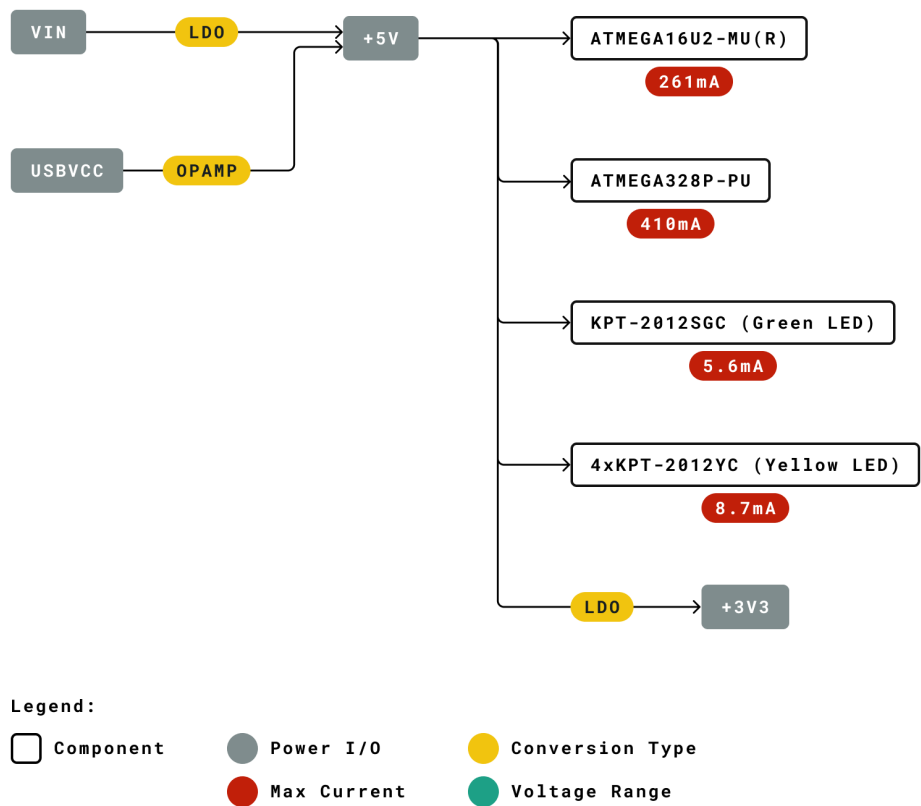 VIN
LDO
+5V
ATMEGA16U2-MU(R)
261mA
USBVCC
OPAMP
ATMEGA328P-PU
410mA
KPT-2012SGC (Green LED)
5.6mA
4xKPT-2012YC (Yellow LED)
8.7mA
LDO
+3V3
Legend:
Component
Power I/O
Conversion Type
Max Current
Voltage Range